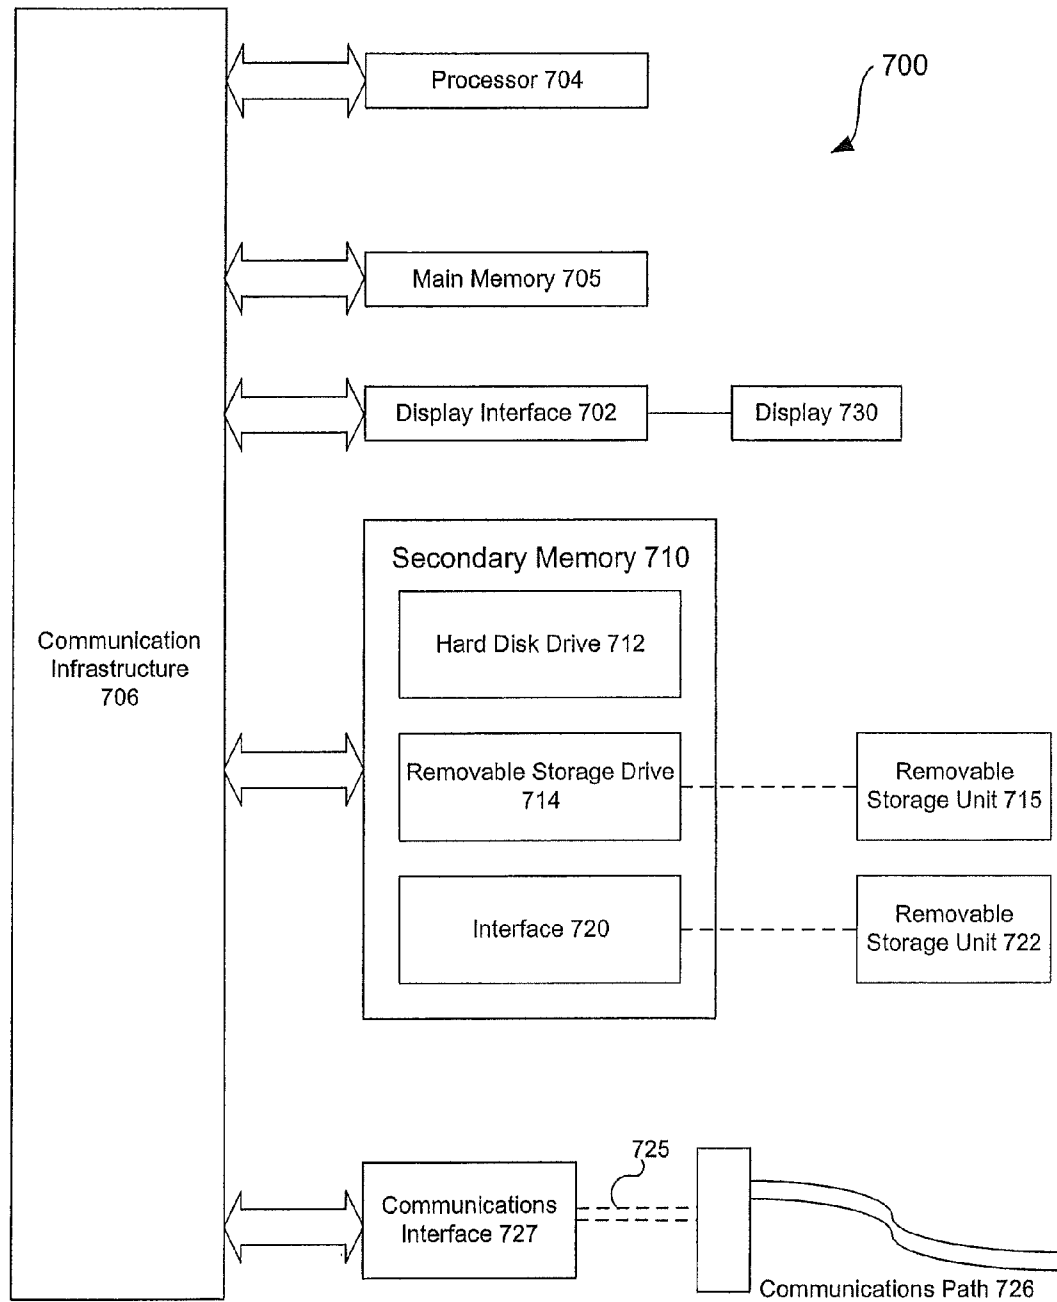 700
Processor 704
Main Memory 705
Display Interface 702
Display 730
Secondary Memory 710
Hard Disk Drive 712
Communication
Infrastructure
706
Removable Storage Drive
714
Removable
Storage Unit 715
Interface 720
Removable
Storage Unit 722
725
Communications
Interface 727
Communications Path 726